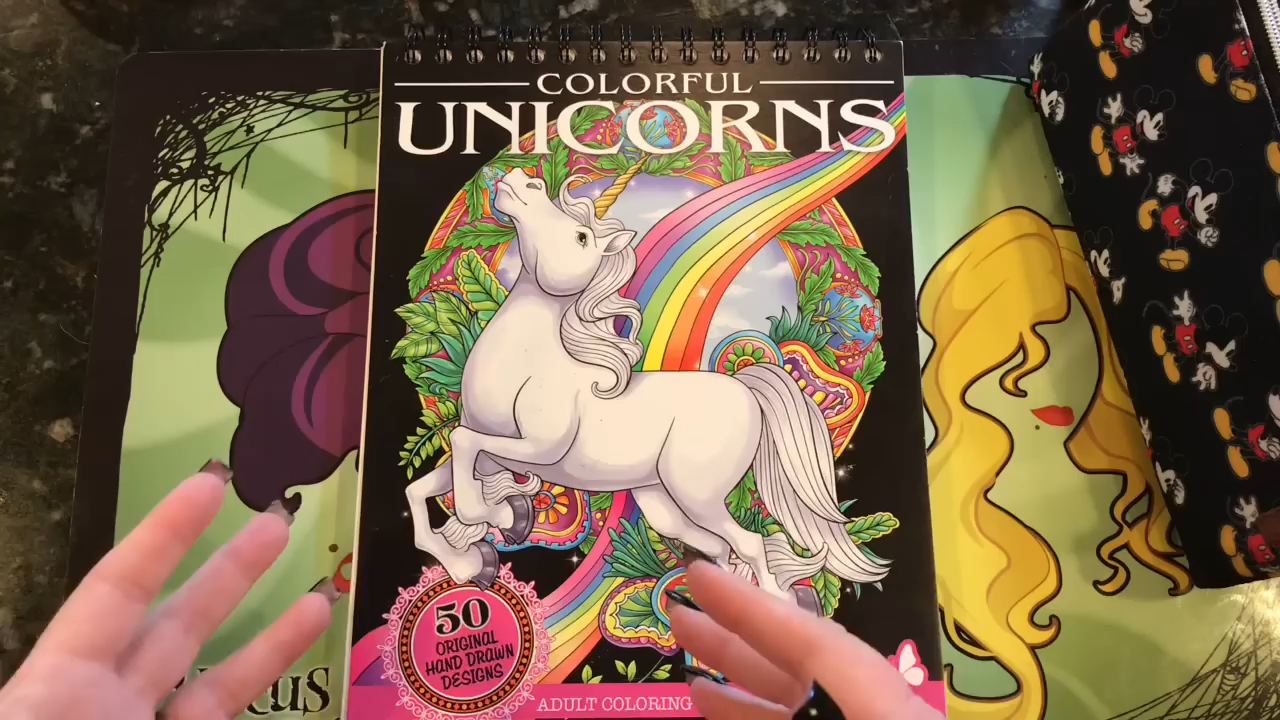 COLORFUL
UNICORNS
50
ORIGINAL
HAND DRAWN
DESIGNS
ADULT COLORING